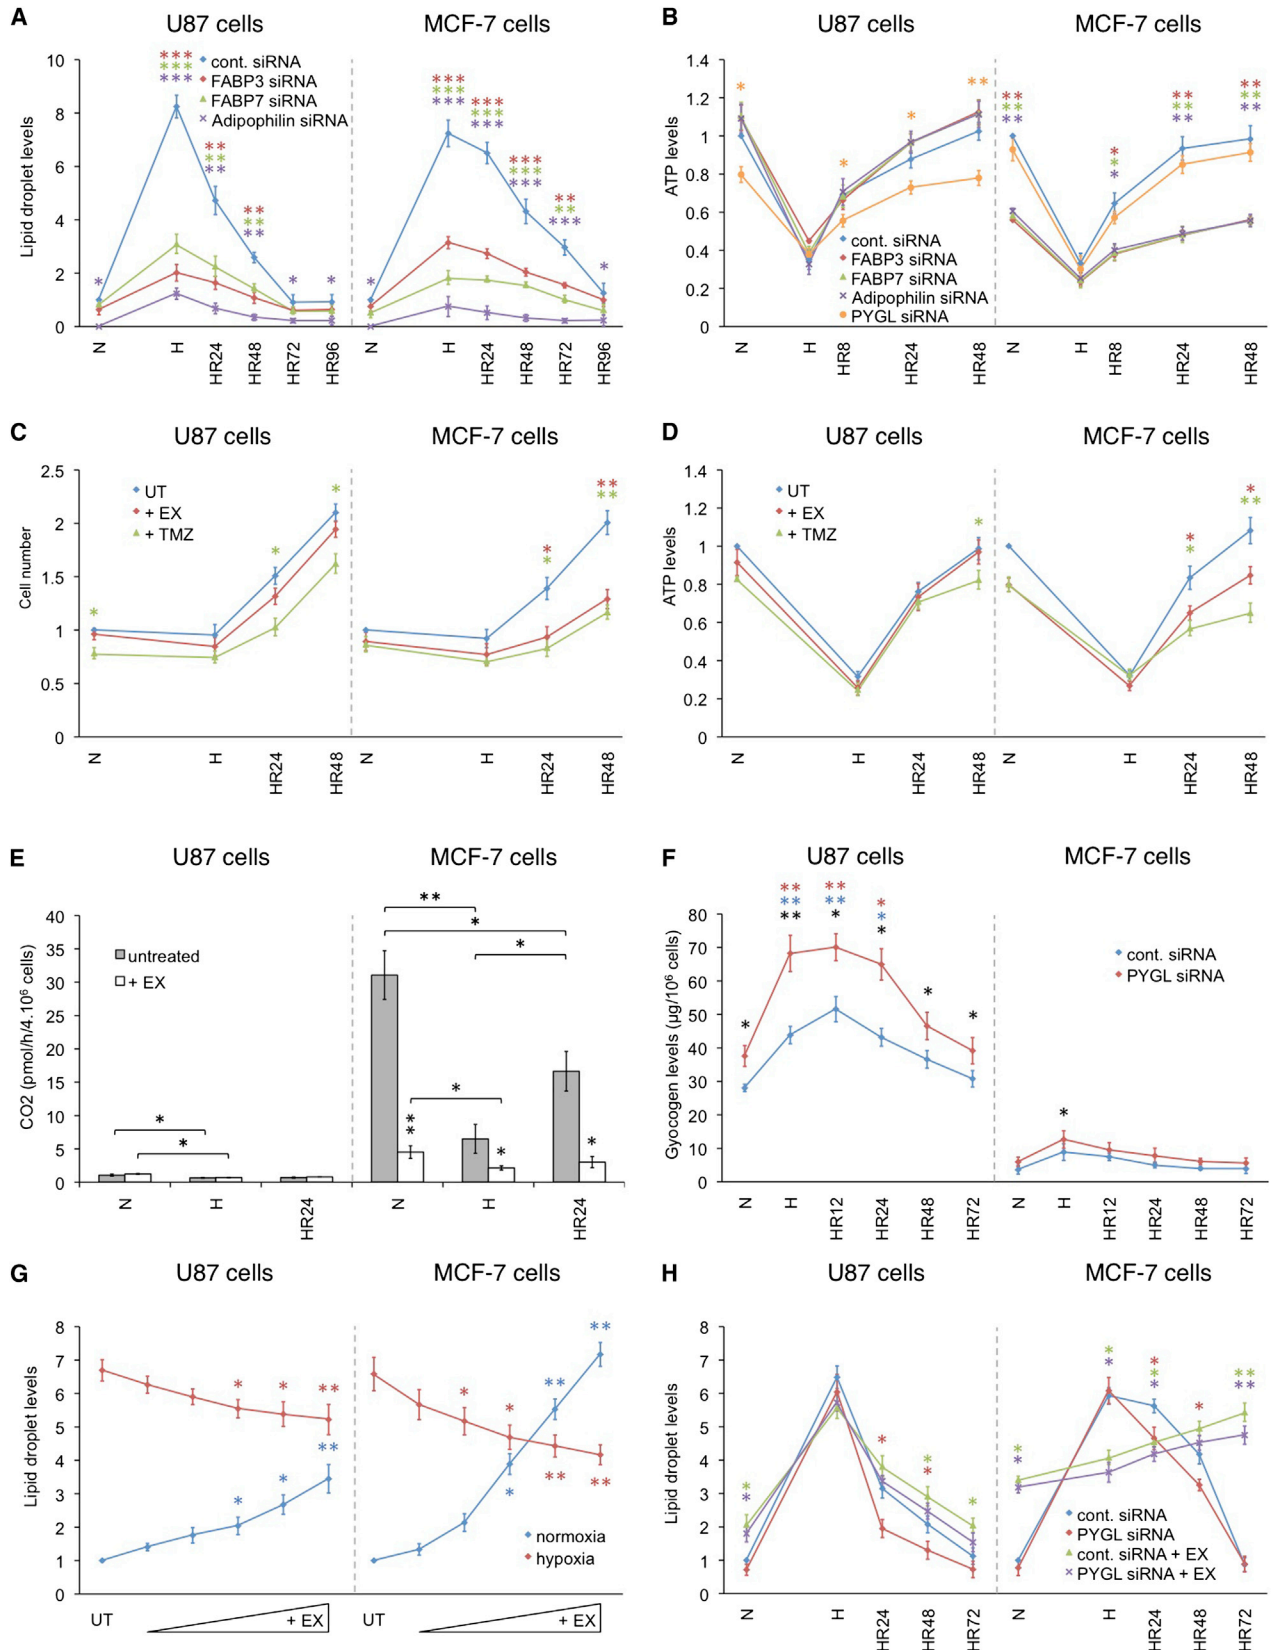 A
U87 cells
MCF-7 cells
Lipid droplet levels
10
8
6
4
2
0
cont. siRNA
FABP3 siRNA
FABP7 siRNA
Adipophilin siRNA
*** *** *** ** ** ** ** ** ** * * *
*** *** *** *** *** *** *** *** *** ** ** *** *
N H HR24 HR48 HR72 HR96 N H HR24 HR48 HR72 HR96
B
U87 cells
MCF-7 cells
ATP levels
1.4
1.2
1
0.8
0.6
0.4
0.2
0
cont. siRNA
FABP3 siRNA
FABP7 siRNA
Adipophilin siRNA
PYGL siRNA
* * * **
** ** ** * * * ** ** ** ** ** **
N H HR8 HR24 HR48 N H HR8 HR24 HR48
C
U87 cells
MCF-7 cells
Cell number
2.5
2
1.5
1
0.5
0
UT
+ EX
+ TMZ
* * *
* * ** **
N H HR24 HR48 N H HR24 HR48
D
U87 cells
MCF-7 cells
ATP levels
1.4
1.2
1
0.8
0.6
0.4
0.2
0
UT
+ EX
+ TMZ
*
* * * **
N H HR24 HR48 N H HR24 HR48
E
U87 cells
MCF-7 cells
CO2 (pmol/h/4.10⁶ cells)
40
35
30
25
20
15
10
5
0
untreated
+ EX
* *
** * * * ** * *
N H HR24 N H HR24
F
U87 cells
MCF-7 cells
Gyocogen levels (µg/10⁶ cells)
80
70
60
50
40
30
20
10
0
cont. siRNA
PYGL siRNA
* ** ** ** ** ** * * * * * *
*
N H HR12 HR24 HR48 HR72 N H HR12 HR24 HR48 HR72
G
U87 cells
MCF-7 cells
Lipid droplet levels
8
7
6
5
4
3
2
1
0
normoxia
hypoxia
* * ** * * **
* * ** ** * ** **
UT + EX UT + EX
H
U87 cells
MCF-7 cells
Lipid droplet levels
8
7
6
5
4
3
2
1
0
cont. siRNA
PYGL siRNA
cont. siRNA + EX
PYGL siRNA + EX
* * * * * *
* * * * * * * * ** **
N H HR24 HR48 HR72 N H HR24 HR48 HR72